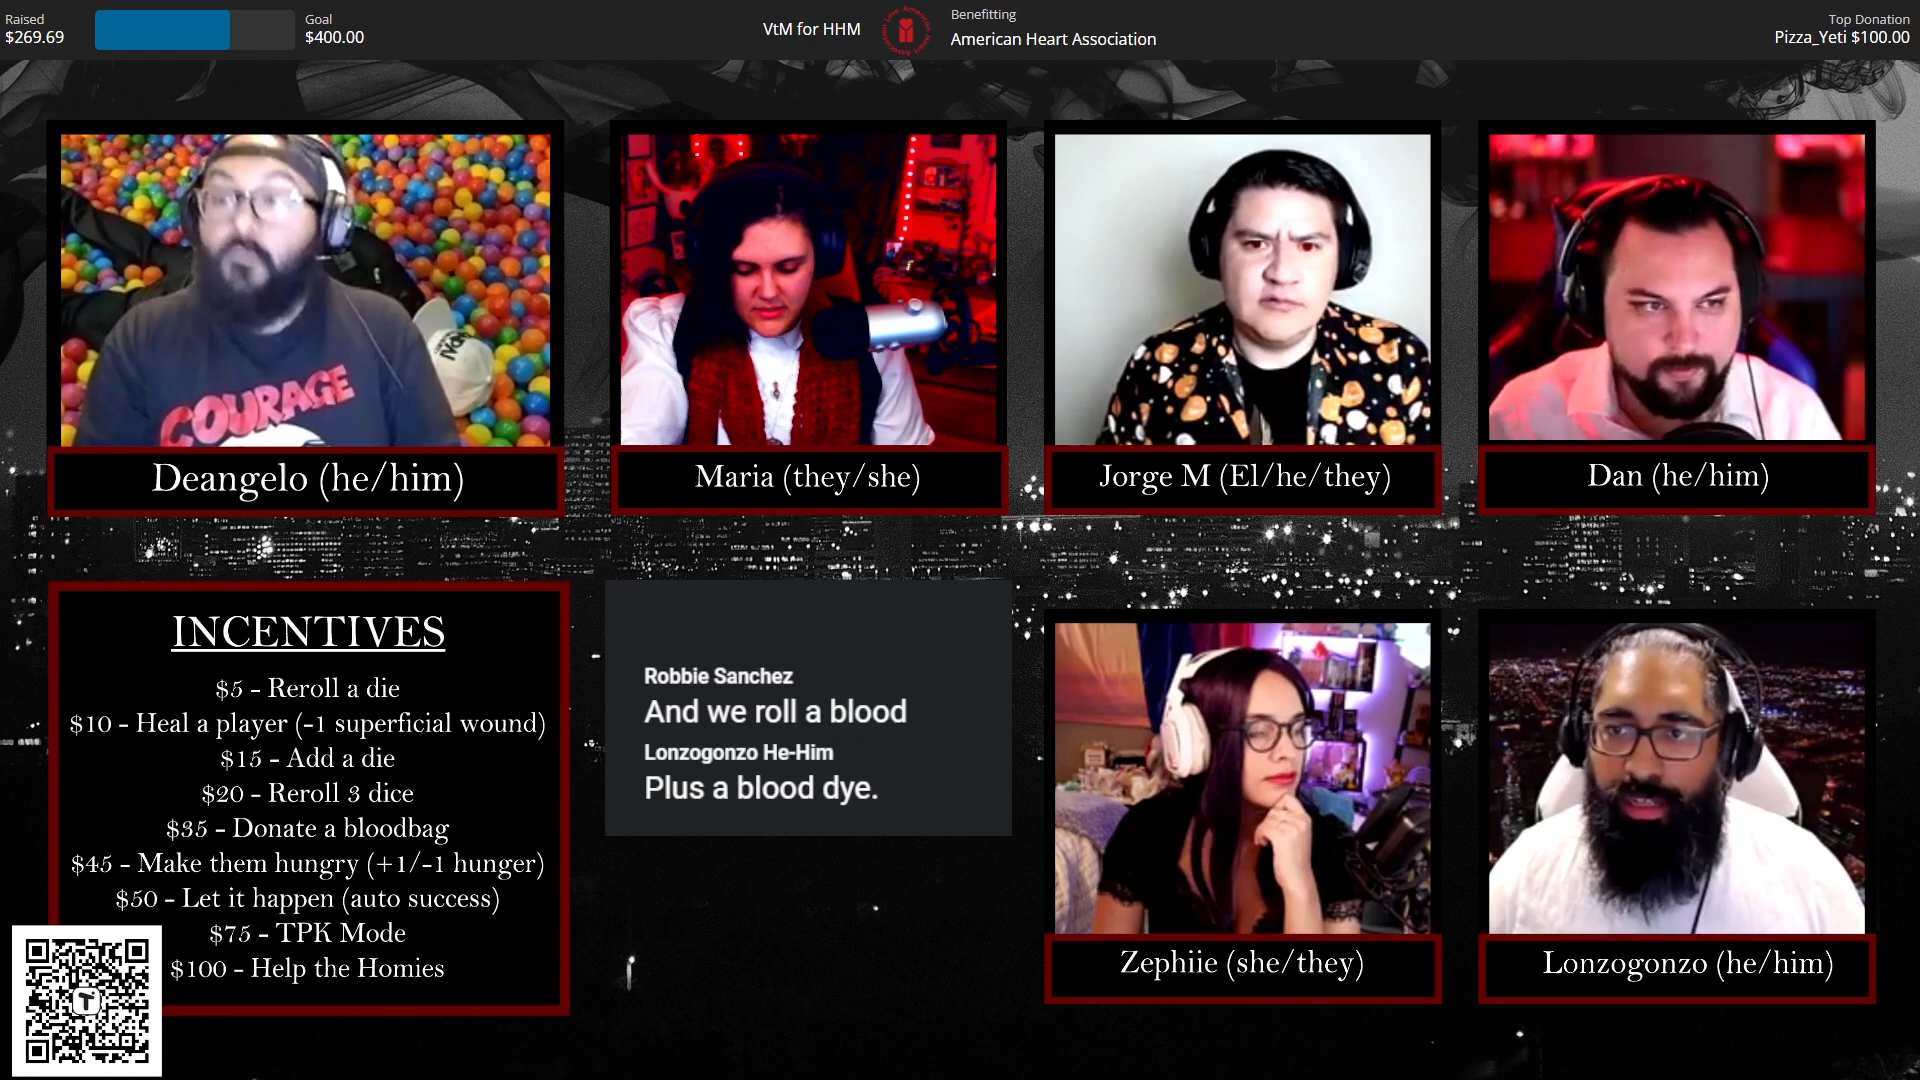 Raised
$269.69
Goal
$400.00
VtM for HHM
Benefitting
American Heart Association
Top Donation
Pizza_Yeti $100.00
COURAGE
Deangelo (he/him)
Maria (they/she)
Jorge M (El/he/they)
Dan (he/him)
INCENTIVES
$5 - Reroll a die
$10 - Heal a player (-1 superficial wound)
$15 - Add a die
$20 - Reroll 3 dice
$35 - Donate a bloodbag
$45 - Make them hungry (+1/-1 hunger)
$50 - Let it happen (auto success)
$75 - TPK Mode
$100 - Help the Homies
T
Robbie Sanchez
And we roll a blood
Lonzogonzo He-Him
Plus a blood dye.
Zephiie (she/they)
Lonzogonzo (he/him)